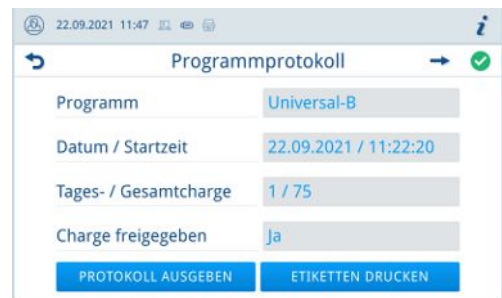 22.09.2021 11:47
Programmprotokoll
Programm Universal-B
Datum / Startzeit 22.09.2021 / 11:22:20
Tages- / Gesamtcharge 1 / 75
Charge freigegeben Ja
PROTOKOLL AUSGEBEN ETIKETTEN DRUCKEN